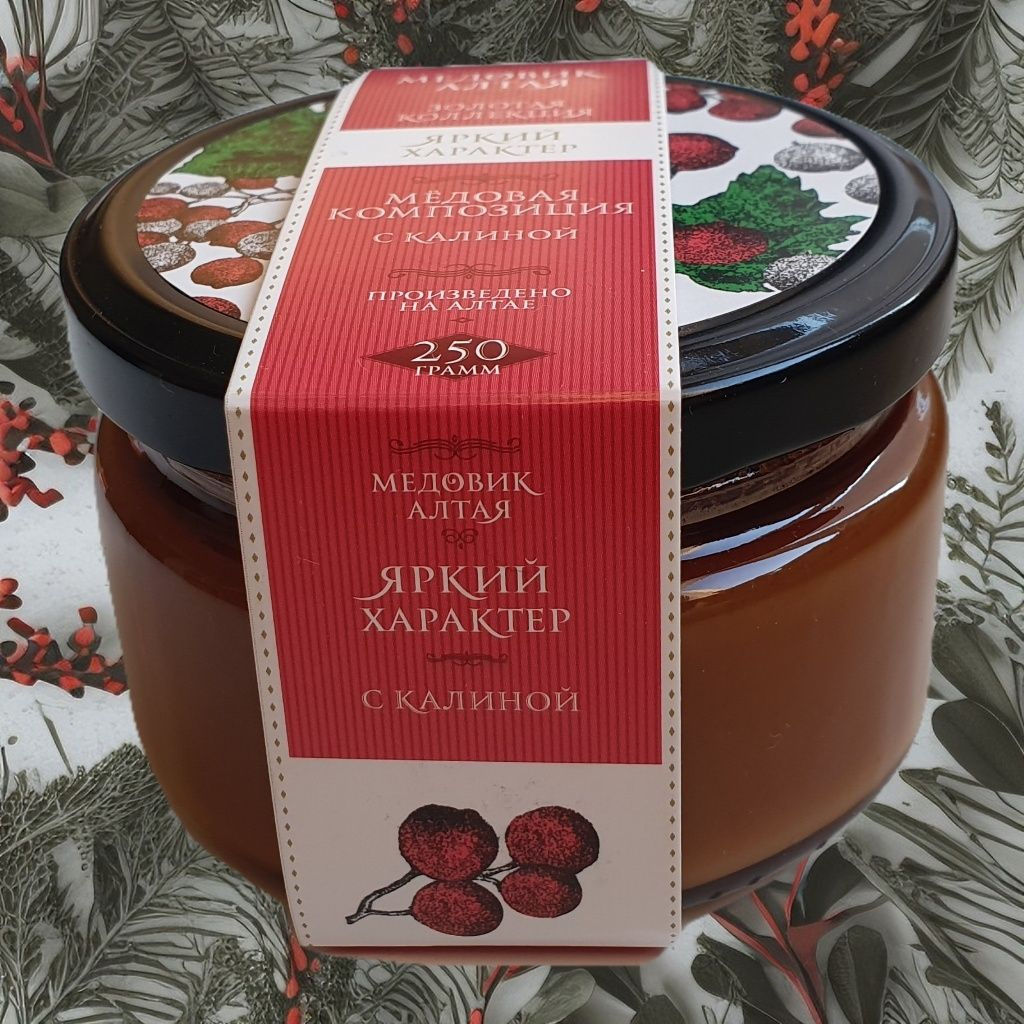 МЕДОВИК
АЛТАЯ
ЗОЛОТАЯ
КОЛЛЕКЦИЯ
ЯРКИЙ
ХАРАКТЕР
МЁДОВАЯ
КОМПОЗИЦИЯ
С КАЛИНОЙ
ПРОИЗВЕДЕНО
НА АЛТАЕ
250
ГРАММ
МЕДОВИК
АЛТАЯ
ЯРКИЙ
ХАРАКТЕР
С КАЛИНОЙ